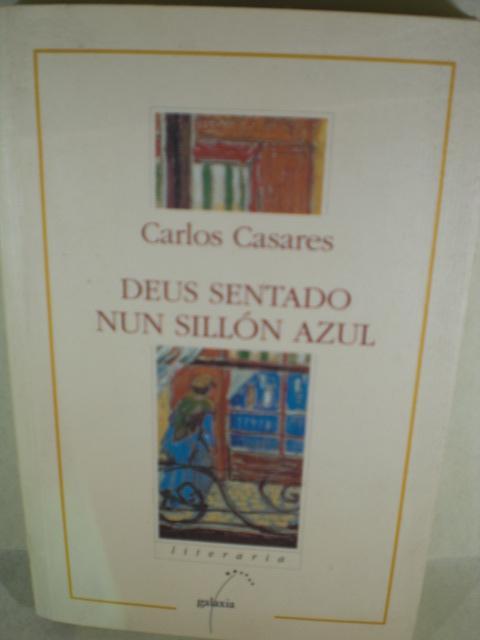 Carlos Casares
DEUS SENTADO
NUN SILLÓN AZUL
literaria
galaxia